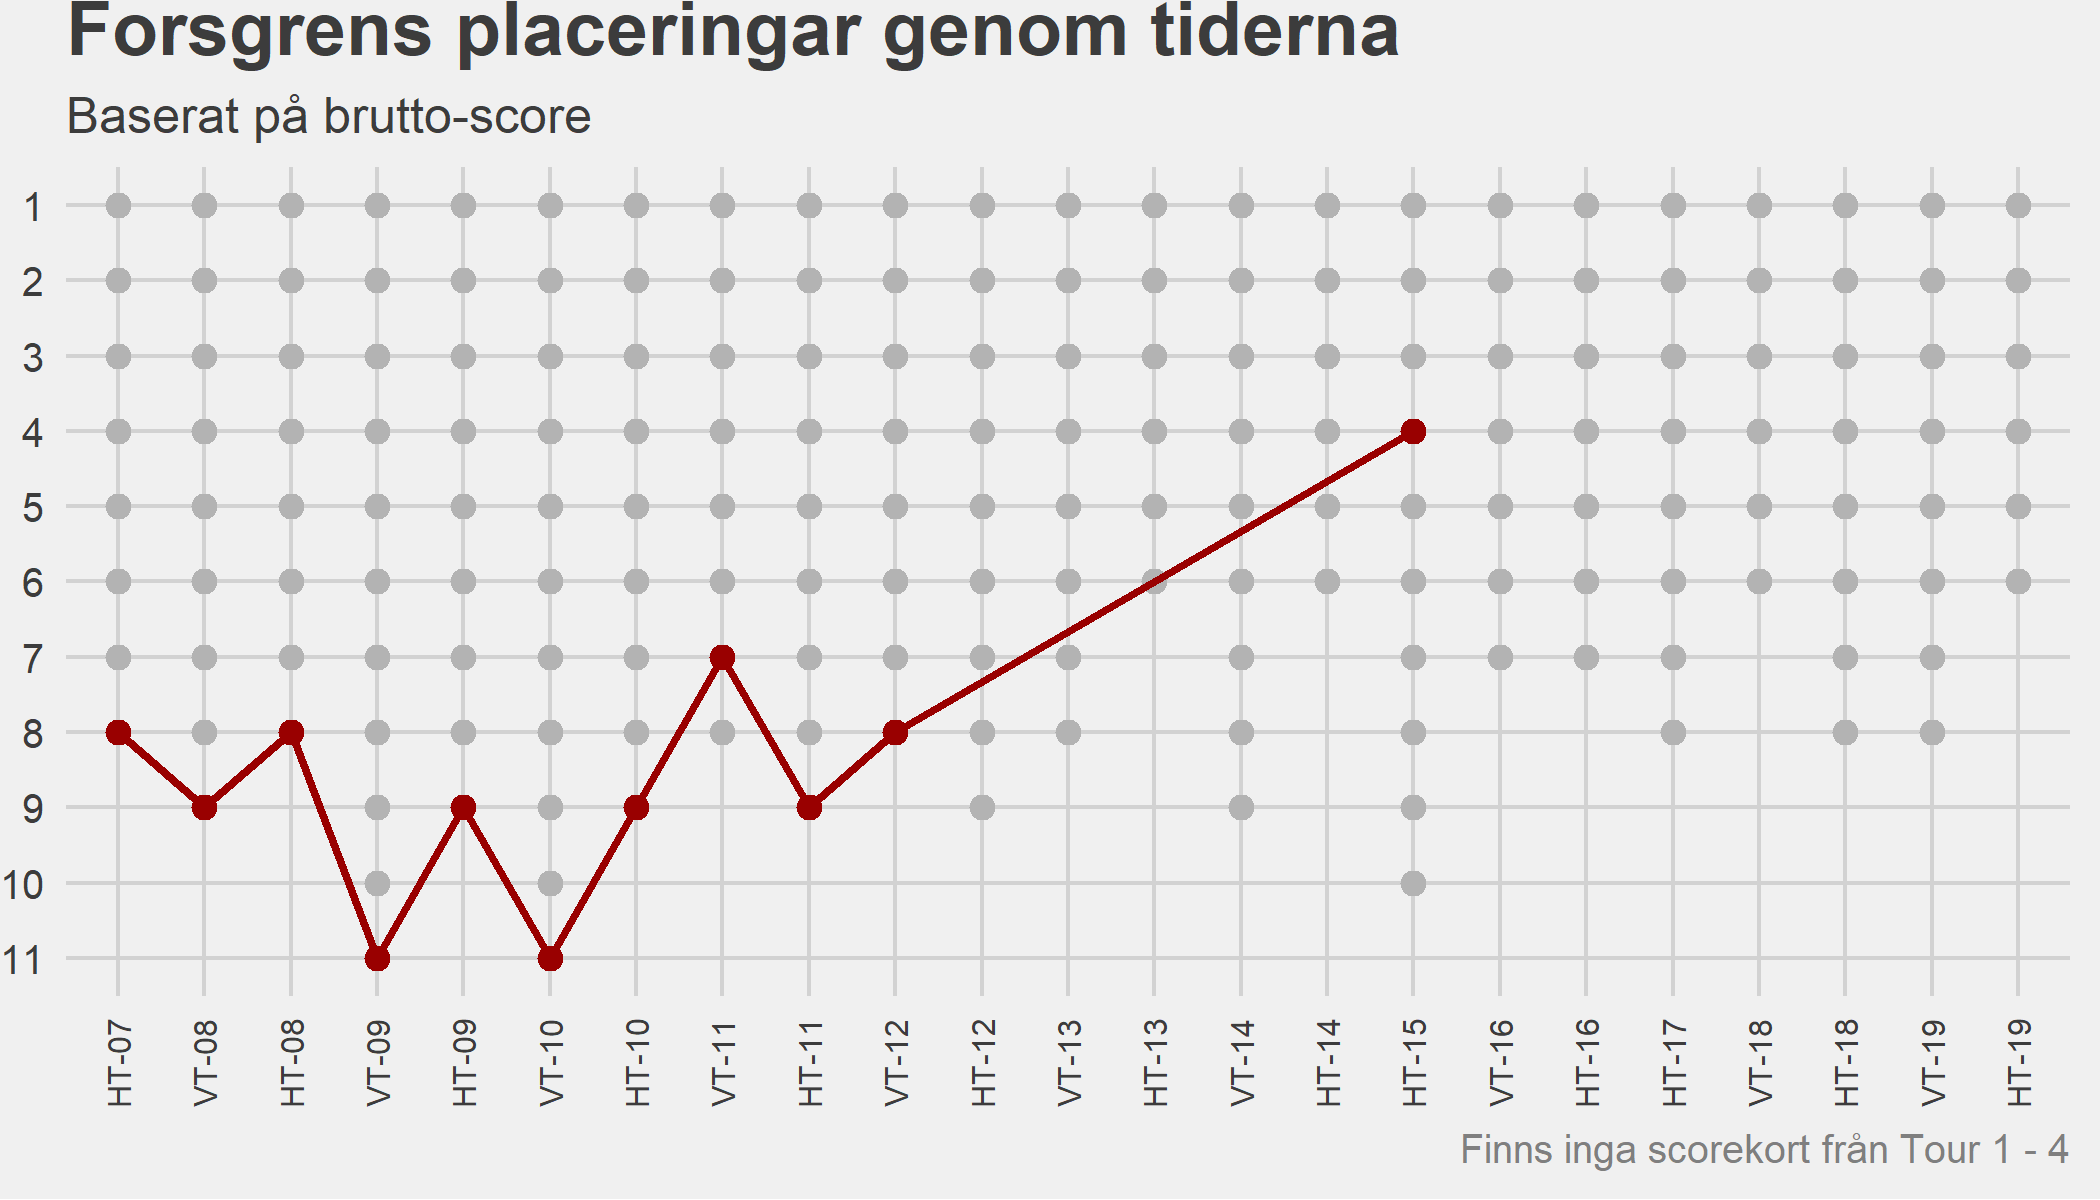 Forsgrens placeringar genom tiderna
Baserat på brutto-score
1
2
3
4
5
6
7
8
9
10
11
HT-07
VT-08
HT-08
VT-09
HT-09
VT-10
HT-10
VT-11
HT-11
VT-12
HT-12
VT-13
HT-13
VT-14
HT-14
HT-15
VT-16
HT-16
HT-17
VT-18
HT-18
VT-19
HT-19
Finns inga scorekort från Tour 1 - 4